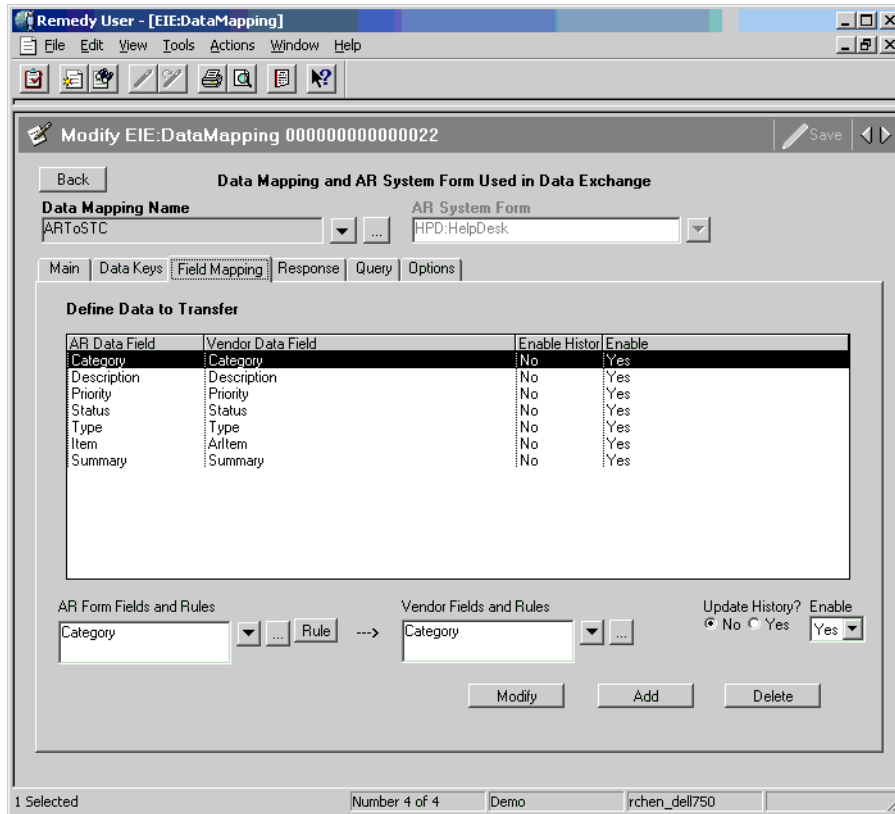 Remedy User - [EIE:DataMapping]
File Edit View Tools Actions Window Help
Modify EIE:DataMapping 000000000000022 Save
Back Data Mapping and AR System Form Used in Data Exchange
Data Mapping Name AR System Form
ARToSTC ... HPD:HelpDesk
Main Data Keys Field Mapping Response Query Options
Define Data to Transfer
AR Data Field Vendor Data Field Enable Histor Enable
Category Category No Yes
Description Description No Yes
Priority Priority No Yes
Status Status No Yes
Type Type No Yes
Item ArItem No Yes
Summary Summary No Yes
AR Form Fields and Rules Vendor Fields and Rules Update History? Enable
Category ... Rule ---> Category ... No Yes Yes
Modify Add Delete
1 Selected Number 4 of 4 Demo rchen_dell750